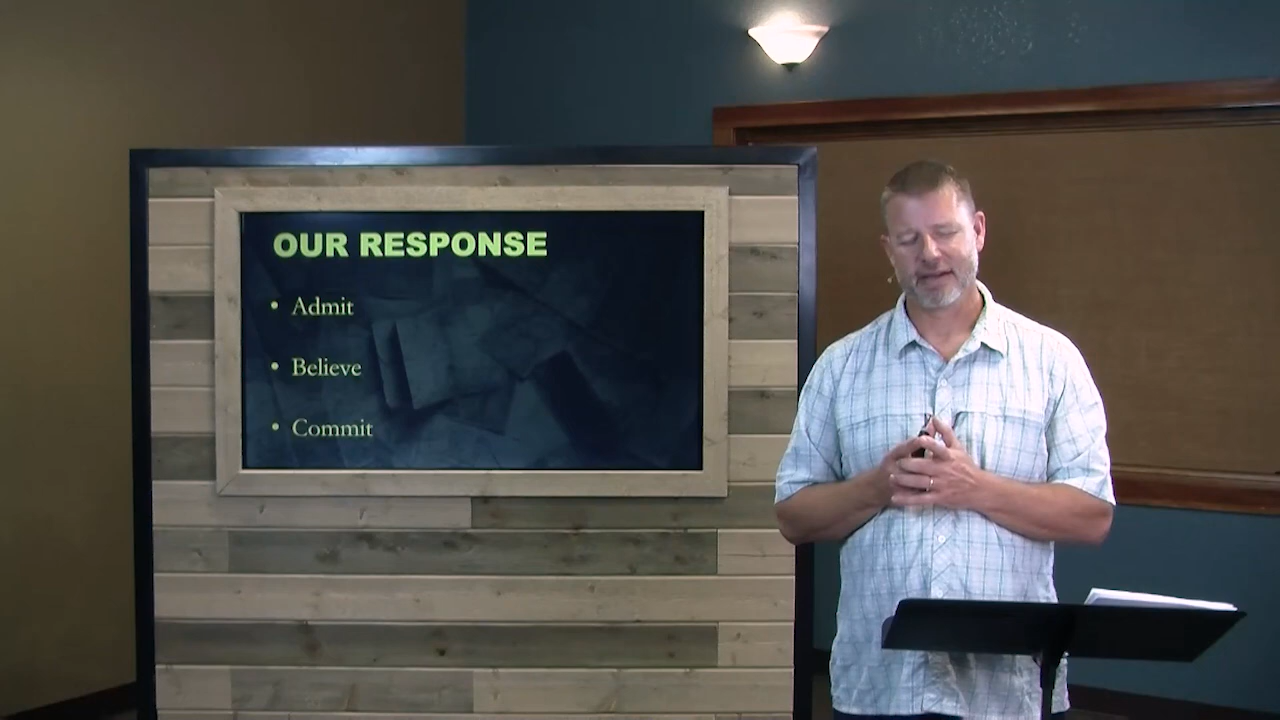 OUR RESPONSE
• Admit
• Believe
• Commit